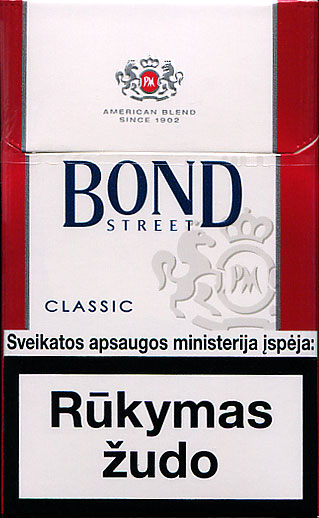 PM
AMERICAN BLEND
SINCE 1902
BOND
STREET
PM
CLASSIC
Sveikatos apsaugos ministerija įspėja:
Rūkymas
žudo